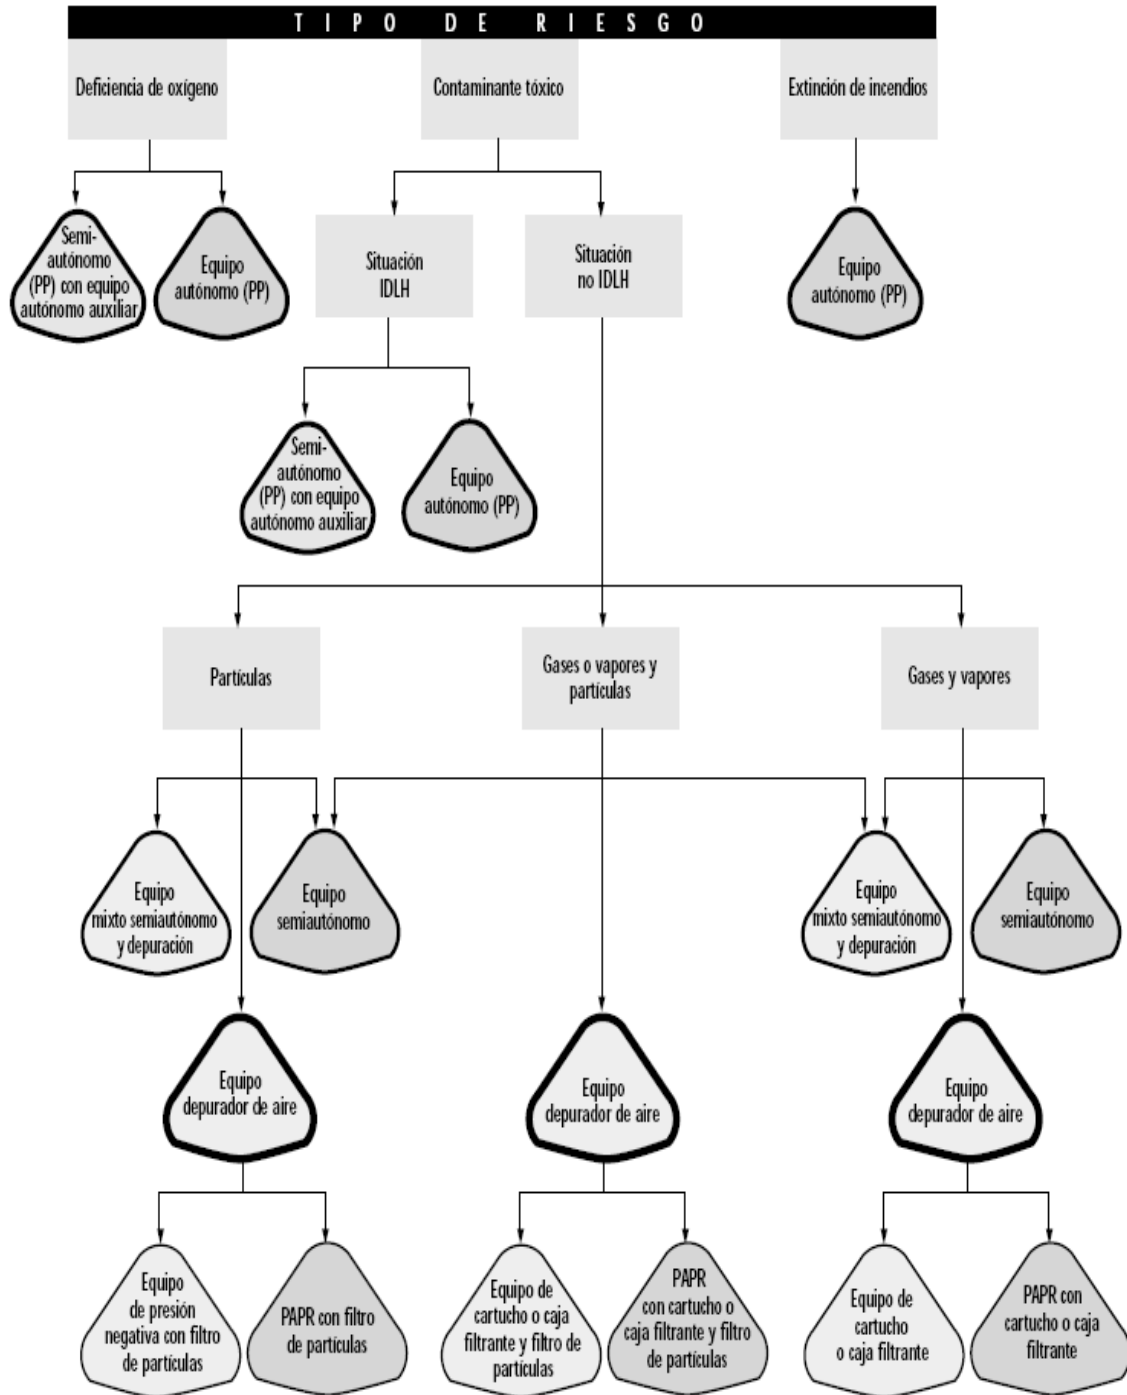 TIPO DE RIESGO
Deficiencia de oxígeno
Contaminante tóxico
Extinción de incendios
Semi-
autónomo
(PP) con equipo
autónomo auxiliar
Equipo
autónomo (PP)
Situación
IDLH
Situación
no IDLH
Equipo
autónomo (PP)
Semi-
autónomo
(PP) con equipo
autónomo auxiliar
Equipo
autónomo (PP)
Partículas
Gases o vapores y
partículas
Gases y vapores
Equipo
mixto semiautónomo
y depuración
Equipo
semiautónomo
Equipo
mixto semiautónomo
y depuración
Equipo
semiautónomo
Equipo
depurador de aire
Equipo
depurador de aire
Equipo
depurador de aire
Equipo
de presión
negativa con filtro
de partículas
PAPR con filtro
de partículas
Equipo de
cartucho o caja
filtrante y filtro de
partículas
PAPR
con cartucho o
caja filtrante y filtro
de partículas
Equipo de
cartucho
o caja filtrante
PAPR con
cartucho o caja
filtrante